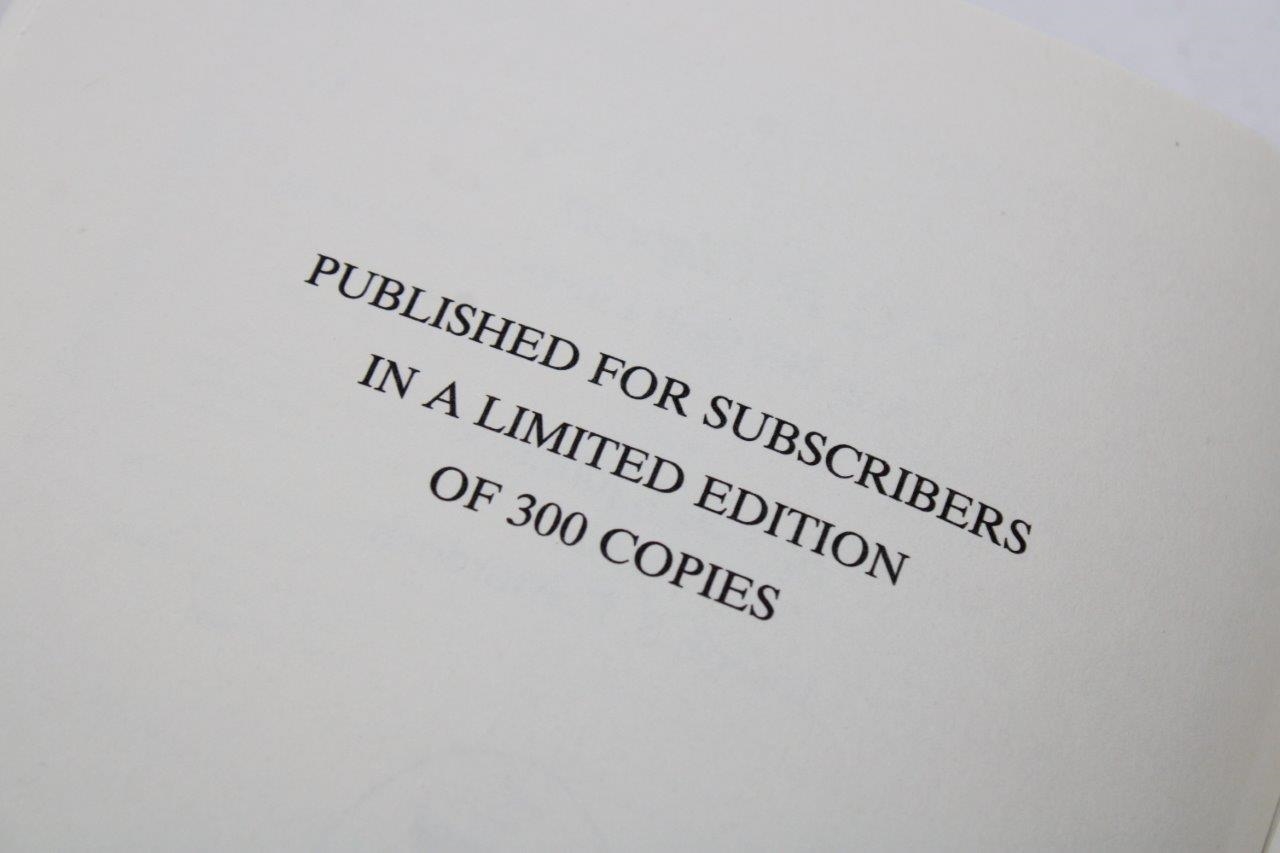 PUBLISHED FOR SUBSCRIBERS
IN A LIMITED EDITION
OF 300 COPIES